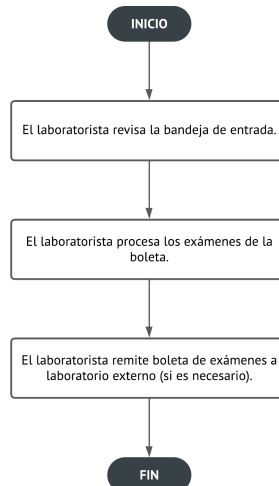 INICIO
El laboratorista revisa la bandeja de entrada.
El laboratorista procesa los exámenes de la
boleta.
El laboratorista remite boleta de exámenes a
laboratorio externo (si es necesario).
FIN